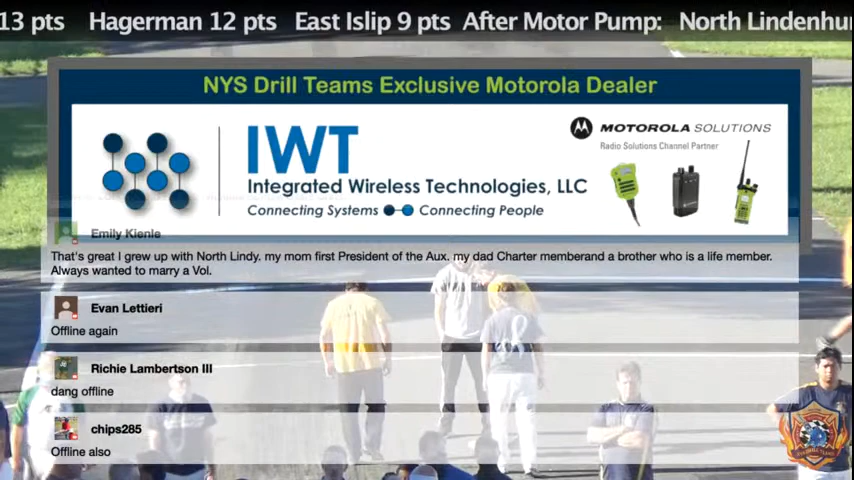 13 pts Hagerman 12 pts East Islip 9 pts After Motor Pump: North Lindenhu
NYS Drill Teams Exclusive Motorola Dealer
IWT
Integrated Wireless Technologies, LLC
Connecting Systems Connecting People
MOTOROLA SOLUTIONS
Radio Solutions Channel Partner
Emily Kienle
That's great I grew up with North Lindy. my mom first President of the Aux. my dad Charter memberand a brother who is a life member.
Always wanted to marry a Vol.
Evan Lettieri
Offline again
Richie Lambertson III
dang offline
chips285
Offline also